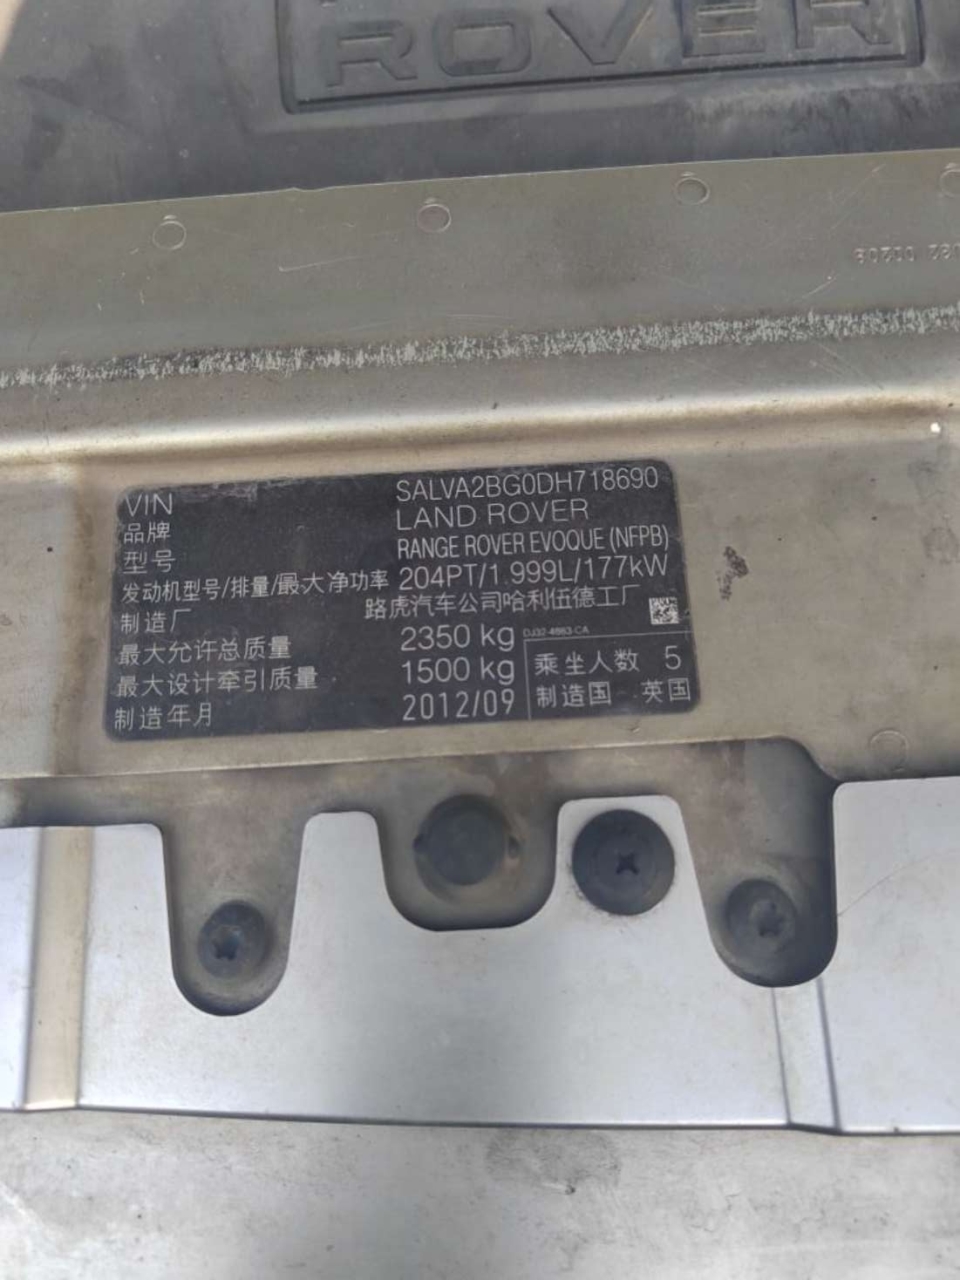 ROVER
VIN SALVA2BG0DH718690
品牌 LAND ROVER
型号 RANGE ROVER EVOQUE (NFPB)
发动机型号/排量/最大净功率 204PT/1.999L/177kW
制造厂 路虎汽车公司哈利伍德工厂
最大允许总质量 2350 kg DJ32-4863-CA
最大设计牵引质量 1500 kg 乘坐人数 5
制造年月 2012/09 制造国 英国